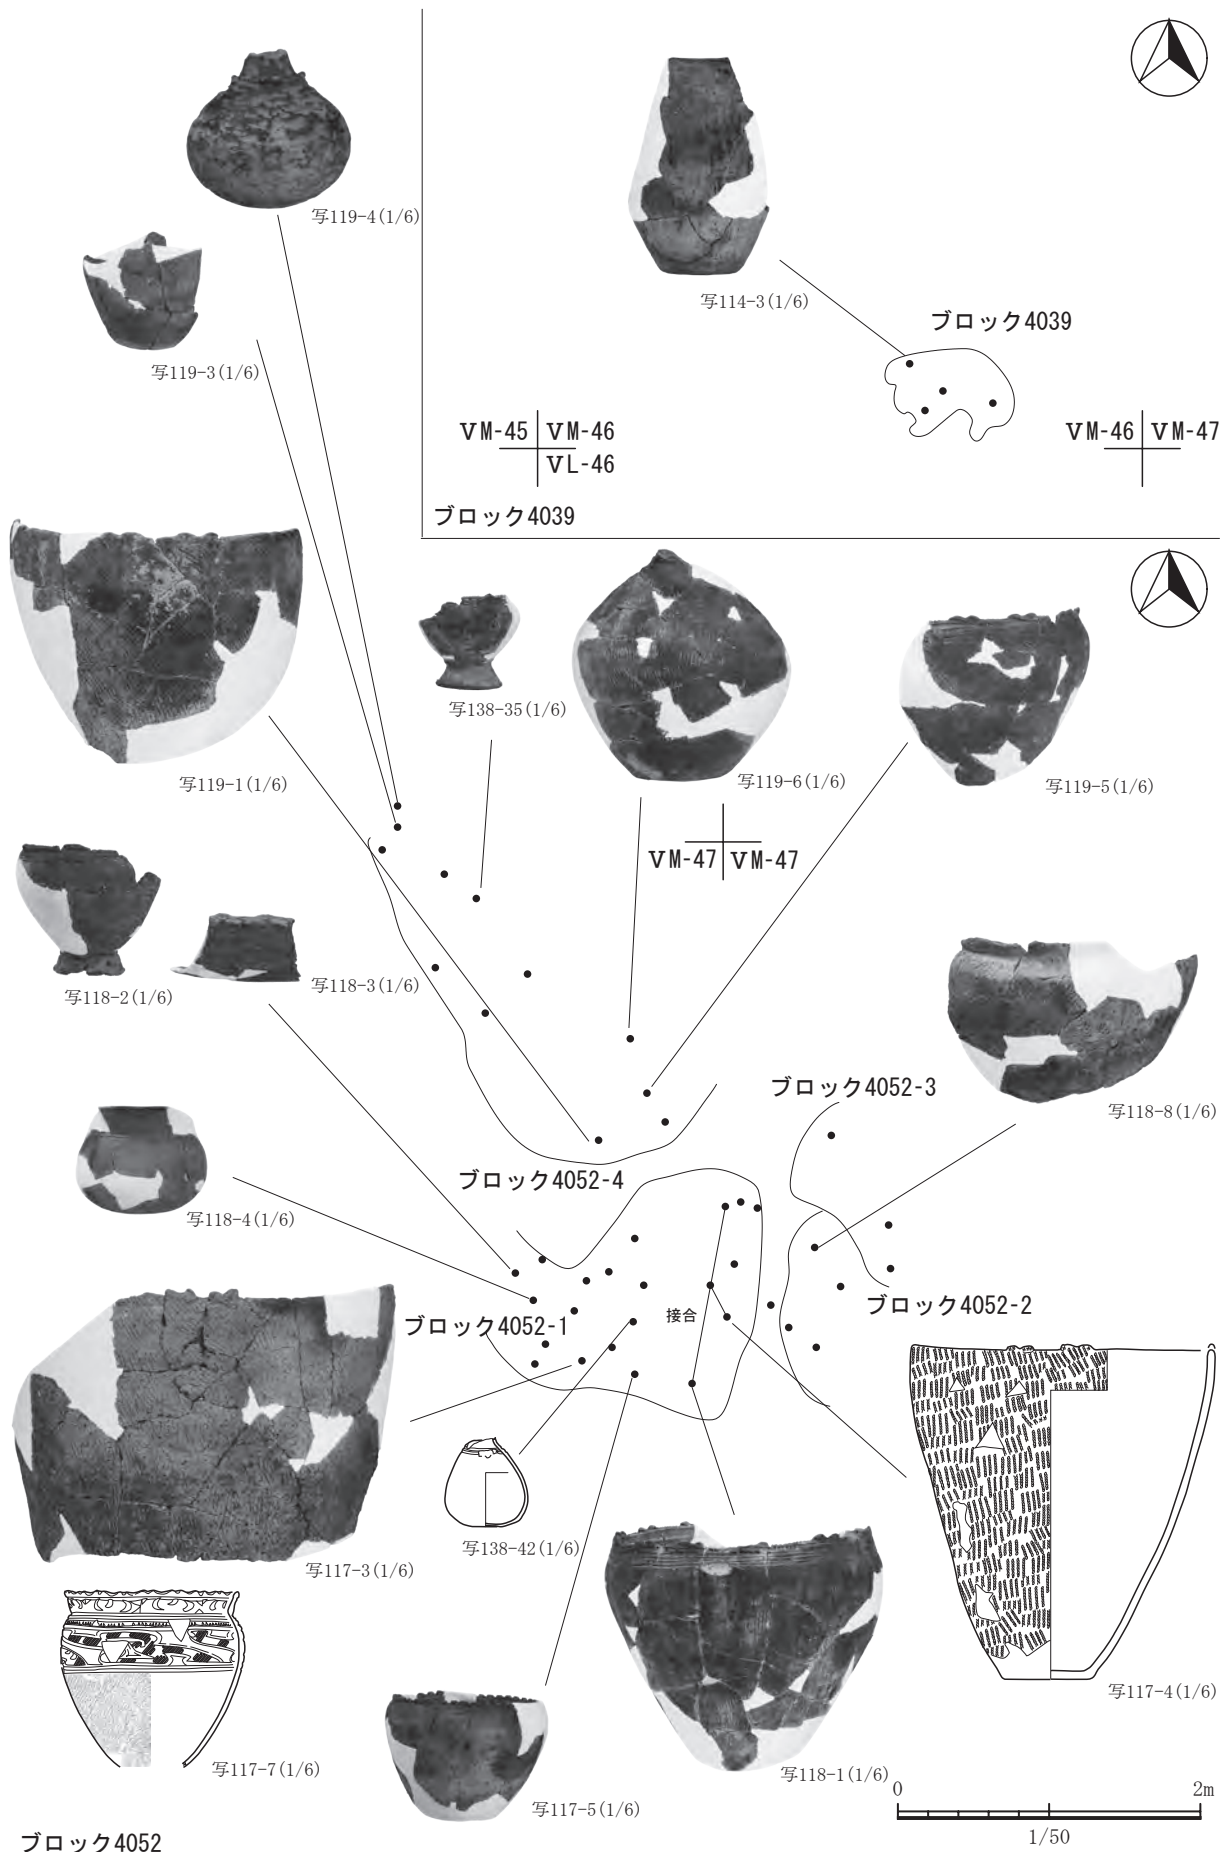 写119-4(1/6)
写119-3(1/6)
写114-3(1/6)
ブロック4039
ⅤM-45 ⅤM-46
ⅤL-46
ⅤM-46 ⅤM-47
ブロック4039
写119-1(1/6)
写138-35(1/6)
写119-6(1/6)
写119-5(1/6)
ⅤM-47 ⅤM-47
写118-2(1/6)
写118-3(1/6)
写118-8(1/6)
ブロック4052-3
ブロック4052-4
写118-4(1/6)
ブロック4052-1
接合
ブロック4052-2
写117-3(1/6)
写138-42(1/6)
写117-4(1/6)
写117-7(1/6)
写117-5(1/6)
写118-1(1/6)
0 2m
1/50
ブロック4052